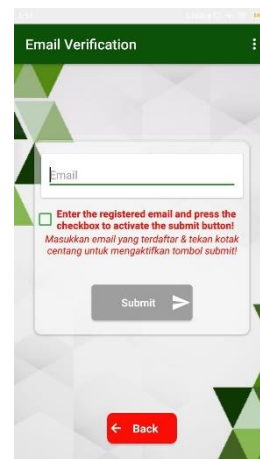 Email Verification
Email
Enter the registered email and press the
checkbox to activate the submit button!
Masukkan email yang terdaftar & tekan kotak
centang untuk mengaktifkan tombol submit!
Submit
Back